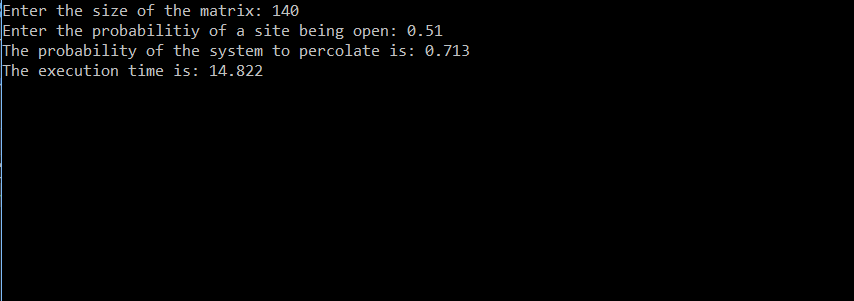 Enter the size of the matrix: 140
Enter the probabilitiy of a site being open: 0.51
The probability of the system to percolate is: 0.713
The execution time is: 14.822